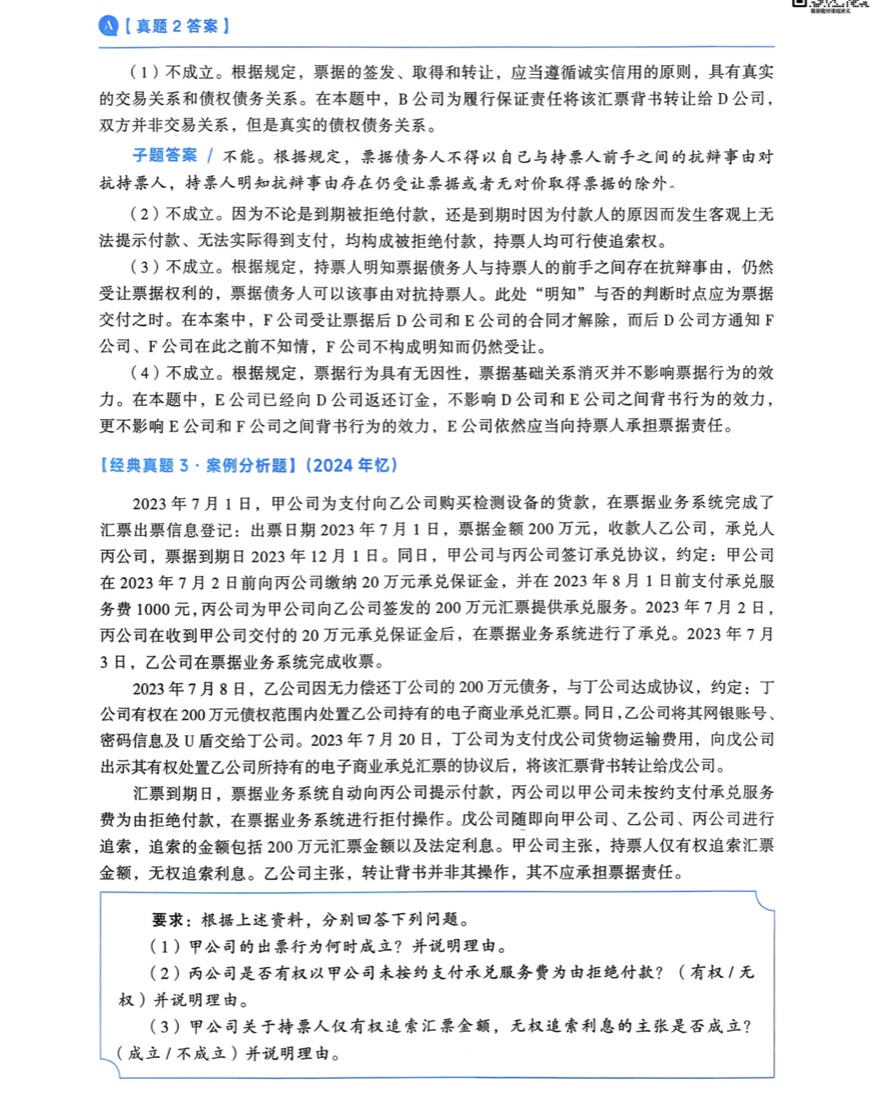 【真题 2 答案】
（1）不成立。根据规定，票据的签发、取得和转让，应当遵循诚实信用的原则，具有真实
的交易关系和债权债务关系。在本题中，B 公司为履行保证责任将该汇票背书转让给 D 公司，
双方并非交易关系，但是真实的债权债务关系。
子题答案 / 不能。根据规定，票据债务人不得以自己与持票人前手之间的抗辩事由对
抗持票人，持票人明知抗辩事由存在仍受让票据或者无对价取得票据的除外。
（2）不成立。因为不论是到期被拒绝付款，还是到期时因为付款人的原因而发生客观上无
法提示付款、无法实际得到支付，均构成被拒绝付款，持票人均可行使追索权。
（3）不成立。根据规定，持票人明知票据债务人与持票人的前手之间存在抗辩事由，仍然
受让票据权利的，票据债务人可以该事由对抗持票人。此处“明知”与否的判断时点应为票据
交付之时。在本案中，F 公司受让票据后 D 公司和 E 公司的合同才解除，而后 D 公司方通知 F
公司、F 公司在此之前不知情，F 公司不构成明知而仍然受让。
（4）不成立。根据规定，票据行为具有无因性，票据基础关系消灭并不影响票据行为的效
力。在本题中，E 公司已经向 D 公司返还订金，不影响 D 公司和 E 公司之间背书行为的效力，
更不影响 E 公司和 F 公司之间背书行为的效力，E 公司依然应当向持票人承担票据责任。
【经典真题 3·案例分析题】（2024 年忆）
2023 年 7 月 1 日，甲公司为支付向乙公司购买检测设备的货款，在票据业务系统完成了
汇票出票信息登记：出票日期 2023 年 7 月 1 日，票据金额 200 万元，收款人乙公司，承兑人
丙公司，票据到期日 2023 年 12 月 1 日。同日，甲公司与丙公司签订承兑协议，约定：甲公司
在 2023 年 7 月 2 日前向丙公司缴纳 20 万元承兑保证金，并在 2023 年 8 月 1 日前支付承兑服
务费 1000 元，丙公司为甲公司向乙公司签发的 200 万元汇票提供承兑服务。2023 年 7 月 2 日，
丙公司在收到甲公司交付的 20 万元承兑保证金后，在票据业务系统进行了承兑。2023 年 7 月
3 日，乙公司在票据业务系统完成收票。
2023 年 7 月 8 日，乙公司因无力偿还丁公司的 200 万元债务，与丁公司达成协议，约定：丁
公司有权在 200 万元债权范围内处置乙公司持有的电子商业承兑汇票。同日，乙公司将其网银账号、
密码信息及 U 盾交给丁公司。2023 年 7 月 20 日，丁公司为支付戊公司货物运输费用，向戊公司
出示其有权处置乙公司所持有的电子商业承兑汇票的协议后，将该汇票背书转让给戊公司。
汇票到期日，票据业务系统自动向丙公司提示付款，丙公司以甲公司未按约支付承兑服务
费为由拒绝付款，在票据业务系统进行拒付操作。戊公司随即向甲公司、乙公司、丙公司进行
追索，追索的金额包括 200 万元汇票金额以及法定利息。甲公司主张，持票人仅有权追索汇票
金额，无权追索利息。乙公司主张，转让背书并非其操作，其不应承担票据责任。
要求：根据上述资料，分别回答下列问题。
（1）甲公司的出票行为何时成立？并说明理由。
（2）丙公司是否有权以甲公司未按约支付承兑服务费为由拒绝付款？（有权 / 无
权）并说明理由。
（3）甲公司关于持票人仅有权追索汇票金额，无权追索利息的主张是否成立？
（成立 / 不成立）并说明理由。